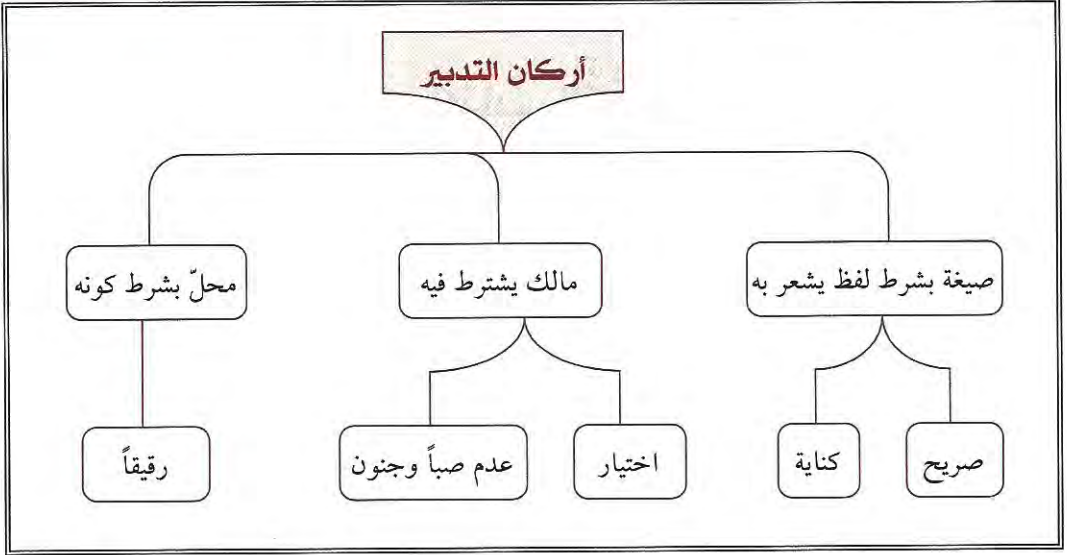 أركان التدبير
صيغة بشرط لفظ يشعر به
مالك يشترط فيه
محلّ بشرط كونه
صريح
كناية
اختيار
عدم صباً وجنون
رقيقاً